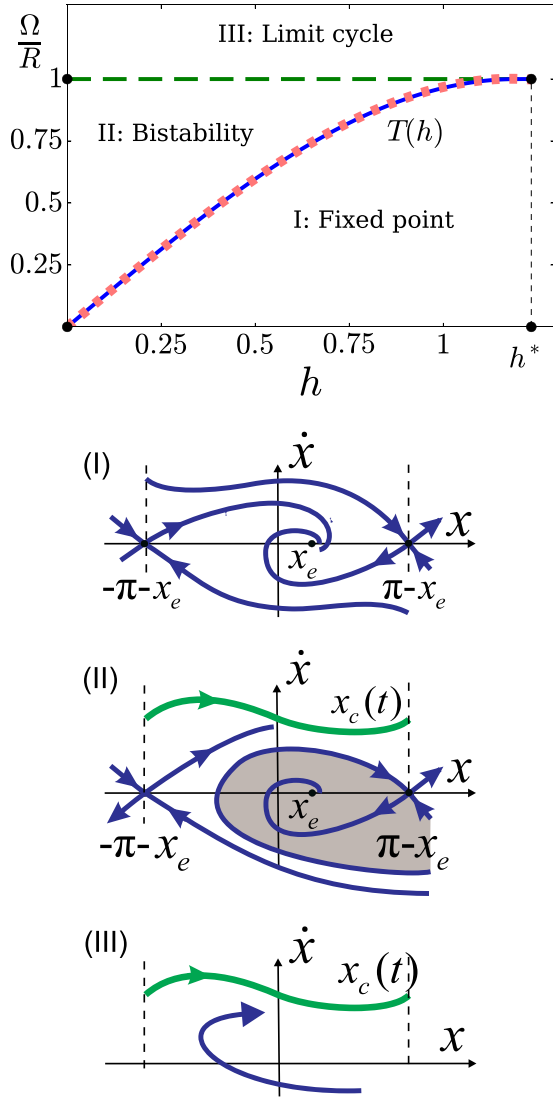 Ω/R
III: Limit cycle
1
II: Bistability
T(h)
0.75
0.5
I: Fixed point
0.25
0.25 0.5 0.75 1 h*
h
(I)
ẋ
x
x_e
-π-x_e π-x_e
(II)
ẋ
x_c(t)
x
x_e
-π-x_e π-x_e
(III)
ẋ
x_c(t)
x